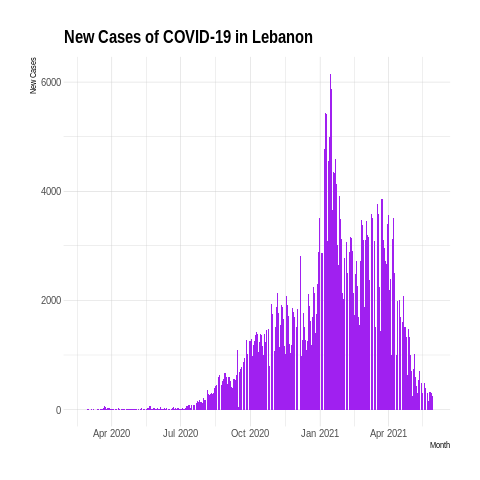 New Cases of COVID-19 in Lebanon
New Cases
6000
4000
2000
0
Apr 2020 Jul 2020 Oct 2020 Jan 2021 Apr 2021
Month